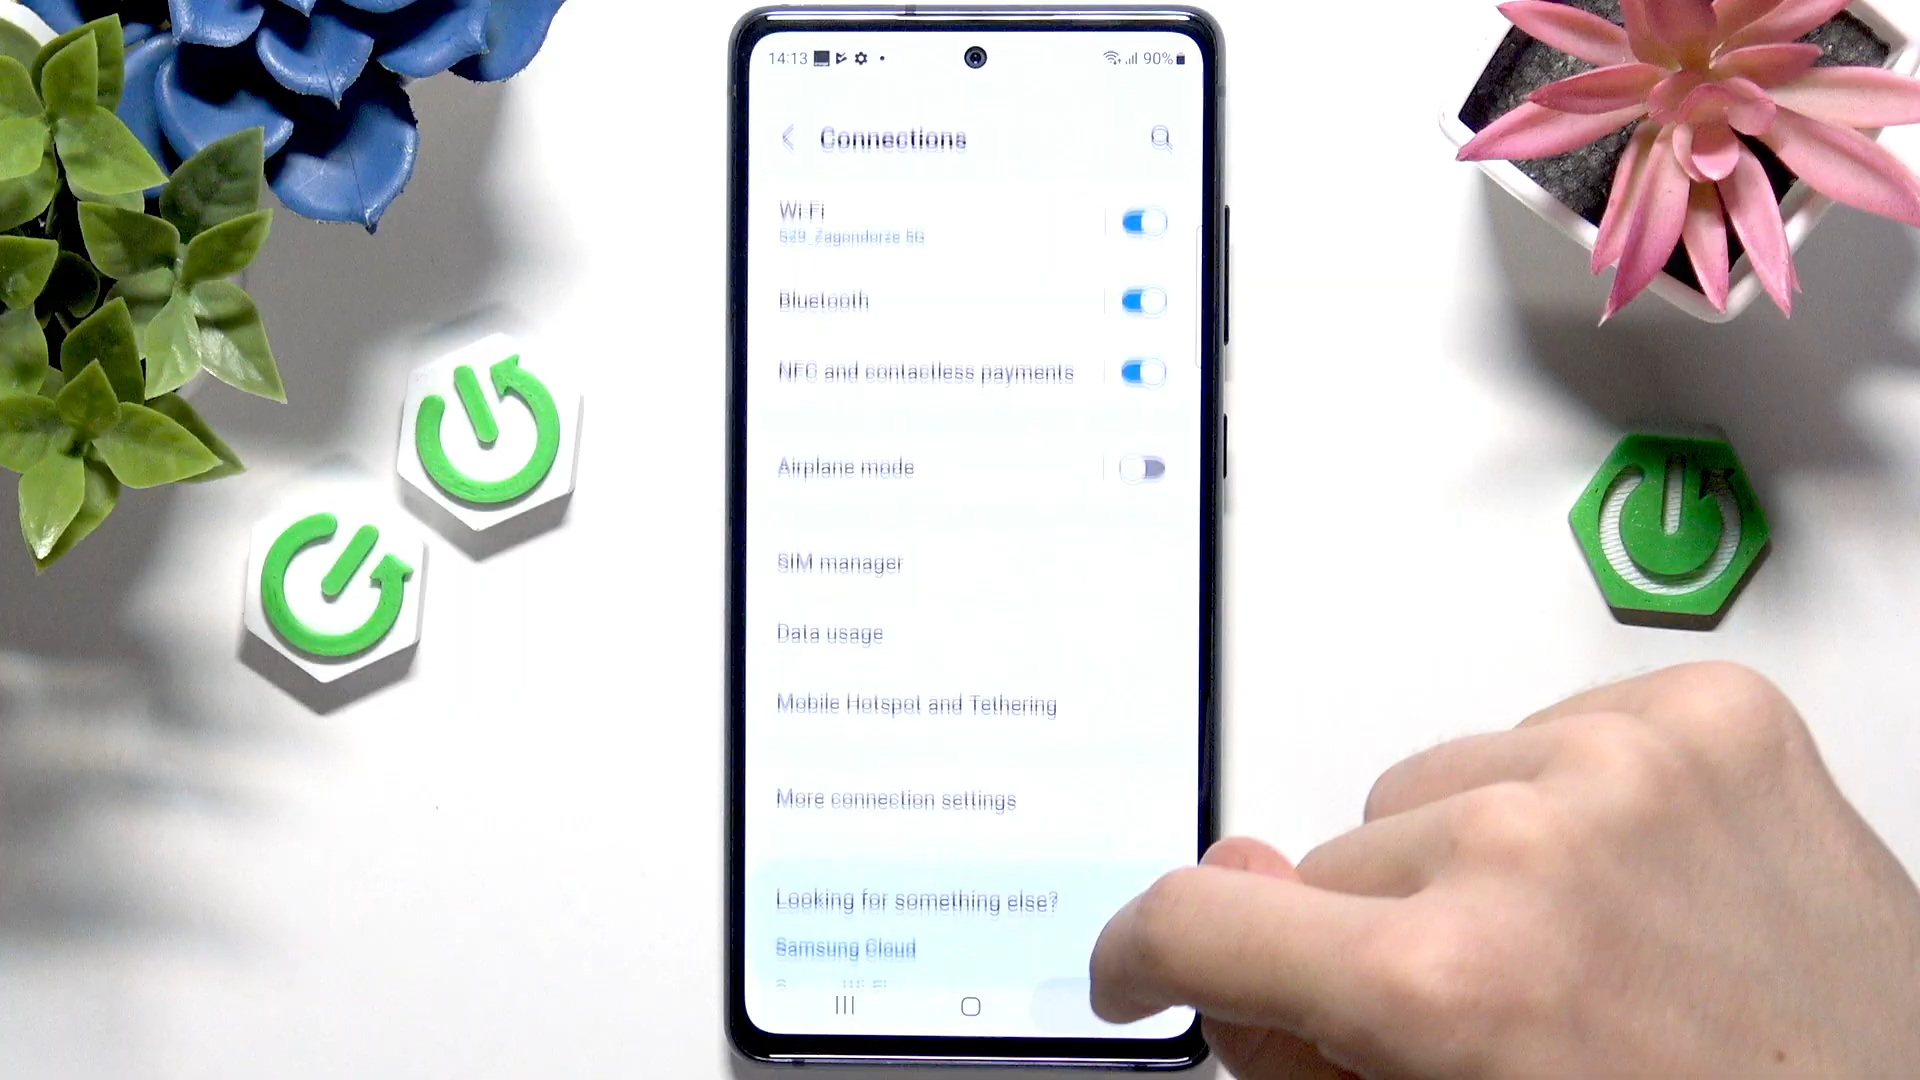 14:13
90%
Connections
Wi-Fi
Bluetooth
NFC and contactless payments
Airplane mode
SIM manager
Data usage
Mobile Hotspot and Tethering
More connection settings
Looking for something else?
Samsung Cloud